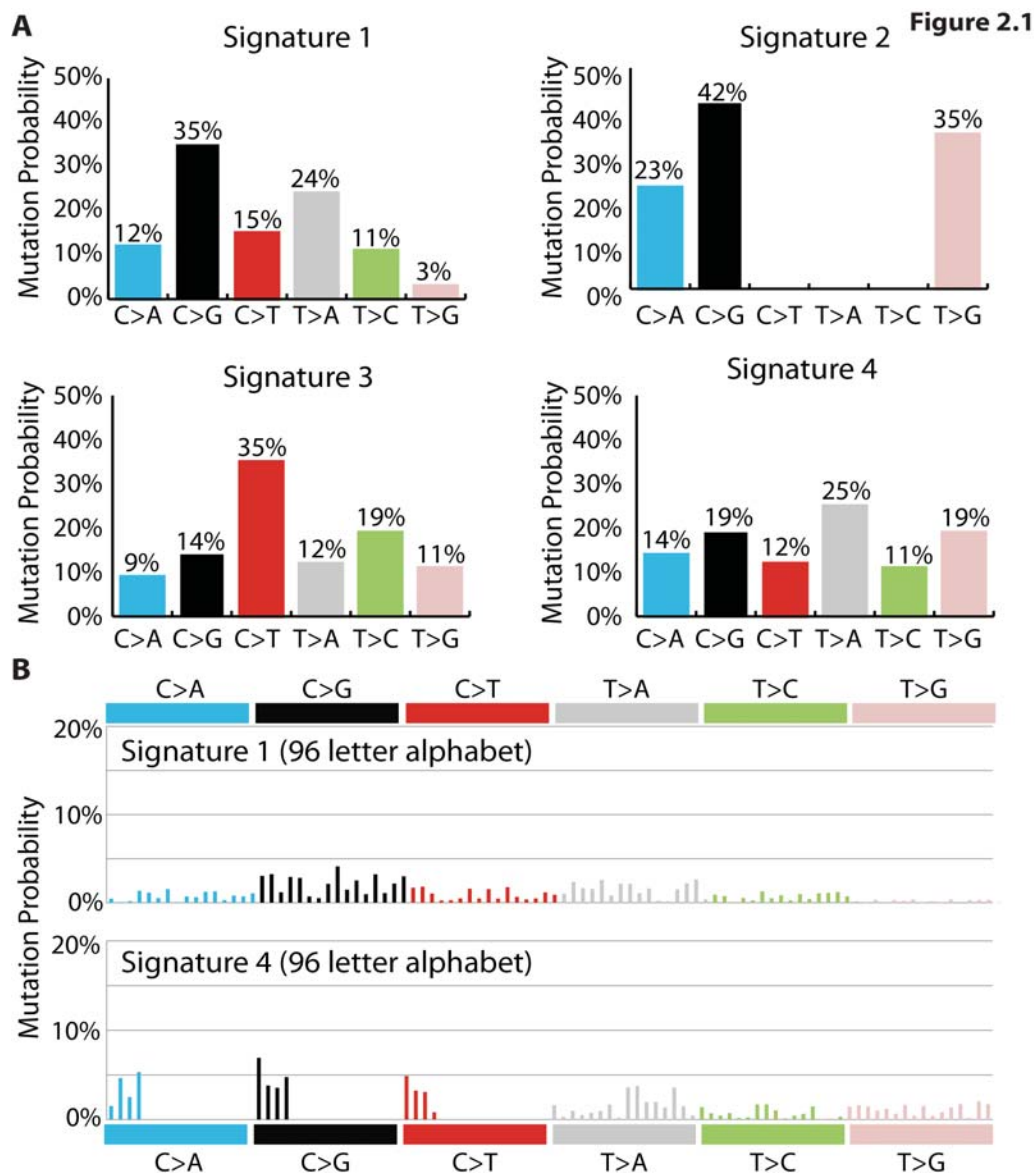 A
Figure 2.1
Signature 1
Mutation Probability
50%
40%
30%
20%
10%
0%
12%
35%
15%
24%
11%
3%
C>A C>G C>T T>A T>C T>G
Signature 2
Mutation Probability
50%
40%
30%
20%
10%
0%
23%
42%
35%
C>A C>G C>T T>A T>C T>G
Signature 3
Mutation Probability
50%
40%
30%
20%
10%
0%
9%
14%
35%
12%
19%
11%
C>A C>G C>T T>A T>C T>G
Signature 4
Mutation Probability
50%
40%
30%
20%
10%
0%
14%
19%
12%
25%
11%
19%
C>A C>G C>T T>A T>C T>G
B
C>A C>G C>T T>A T>C T>G
Mutation Probability
20%
Signature 1 (96 letter alphabet)
10%
0%
Mutation Probability
20%
Signature 4 (96 letter alphabet)
10%
0%
C>A C>G C>T T>A T>C T>G